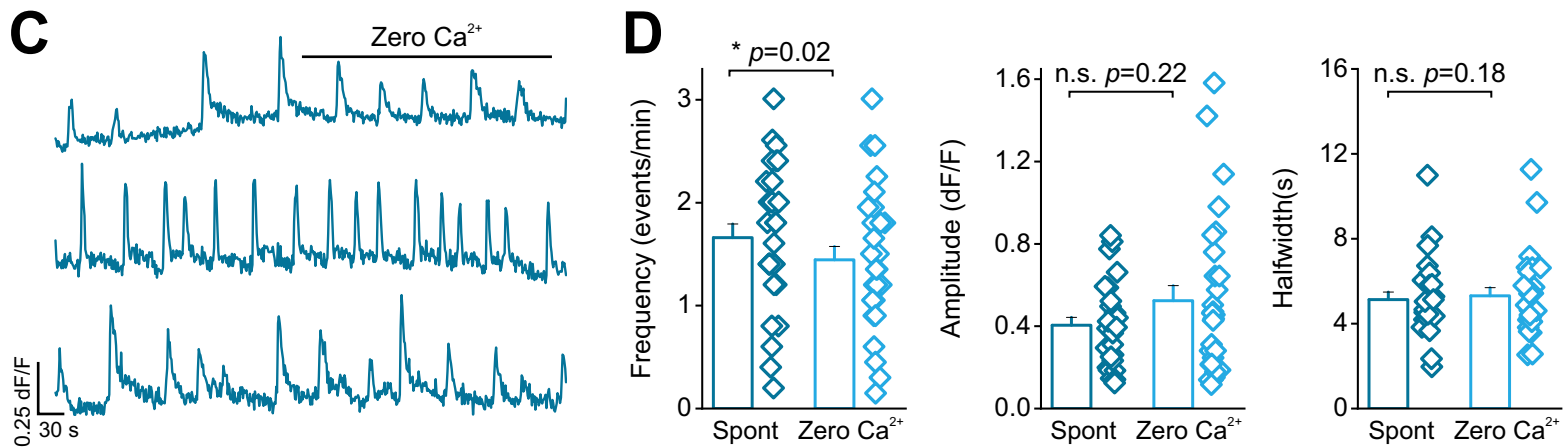 C
Zero Ca²⁺
0.25 dF/F
30 s
D
* p=0.02
Frequency (events/min)
3
2
1
0
Spont Zero Ca²⁺
n.s. p=0.22
Amplitude (dF/F)
1.6
1.2
0.8
0.4
0.0
Spont Zero Ca²⁺
n.s. p=0.18
Halfwidth(s)
16
12
8
4
0
Spont Zero Ca²⁺